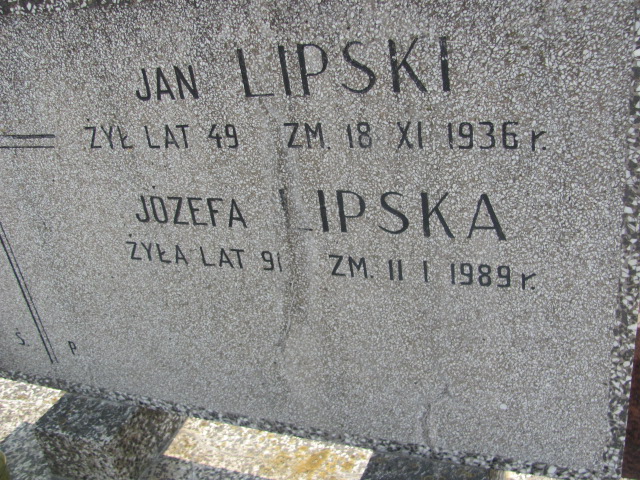 JAN LIPSKI
ŻYŁ LAT 49 ZM. 18 XI 1936 r.
JÓZEFA LIPSKA
ŻYŁA LAT 91 ZM. 11 I 1989 r.
Ś. P